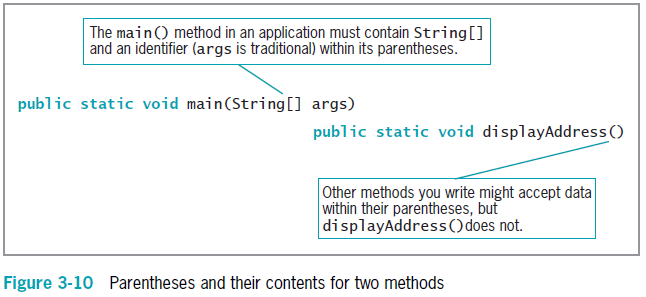 The main() method in an application must contain String[]
and an identifier (args is traditional) within its parentheses.
public static void main(String[] args)
public static void displayAddress()
Other methods you write might accept data
within their parentheses, but
displayAddress()does not.
Figure 3-10 Parentheses and their contents for two methods